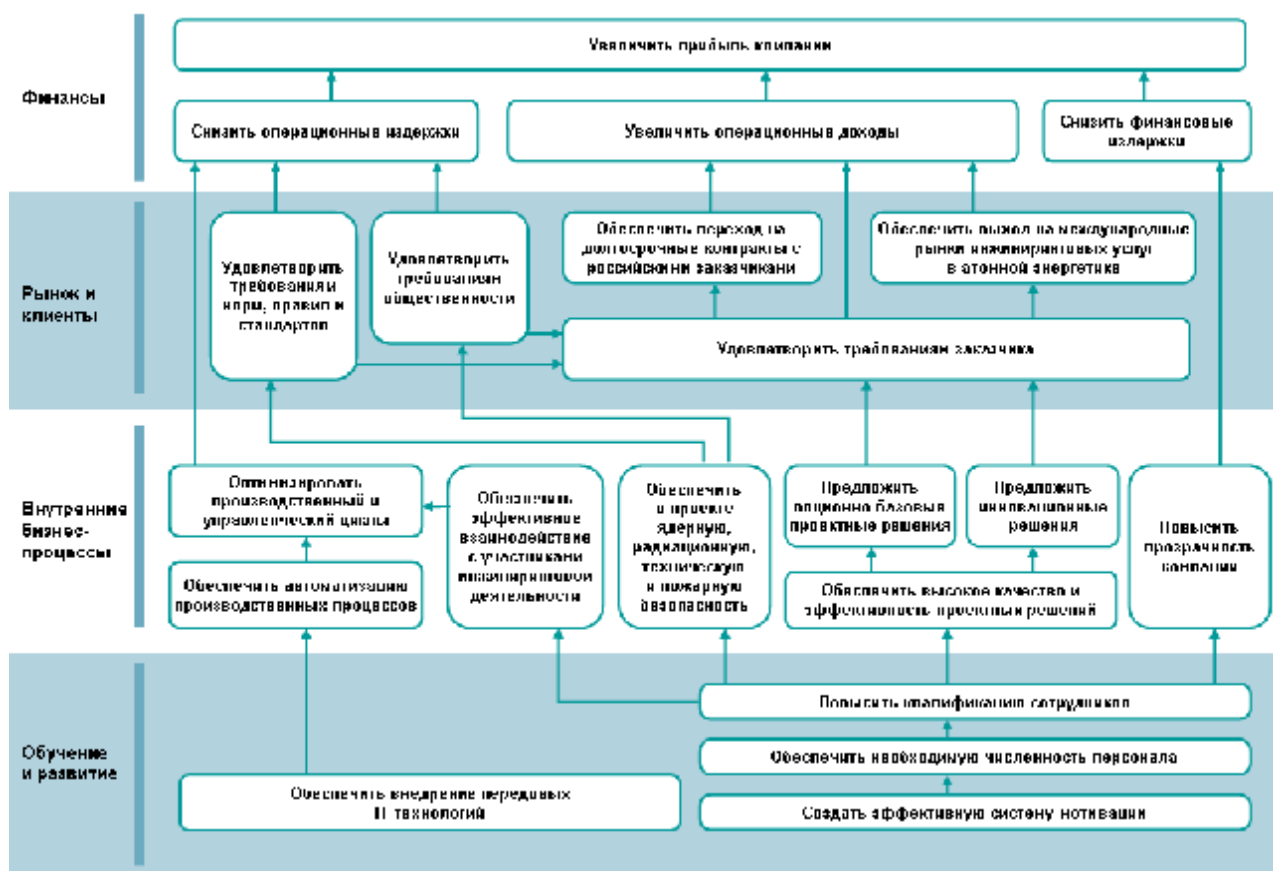 Увеличить прибыль компании
Финансы
Снизить операционные издержки
Увеличить операционные доходы
Снизить финансовые
издержки
Рынок и
клиенты
Удовлетворить
требованиям
норм, правил и
стандартов
Удовлетворить
требованиям
общественности
Обеспечить переход на
долгосрочные контракты с
российскими заказчиками
Обеспечить выход на международные
рынки инжиниринговых услуг
в атомной энергетике
Удовлетворить требованиям заказчика
Внутренние
бизнес-
процессы
Оптимизировать
производственный и
управленческий циклы
Обеспечить автоматизацию
производственных процессов
Обеспечить
эффективное
взаимодействие
с участниками
инжиниринговой
деятельности
Обеспечить
в проекте
ядерную,
радиационную,
техническую
и пожарную
безопасность
Предложить
базовые
проектные решения
Предложить
инновационные
решения
Обеспечить высокое качество и
эффективность проектных решений
Повысить
прозрачность
компании
Обучение
и развитие
Повысить квалификацию сотрудников
Обеспечить необходимую численность персонала
Создать эффективную систему мотивации
Обеспечить внедрение передовых
IT технологий